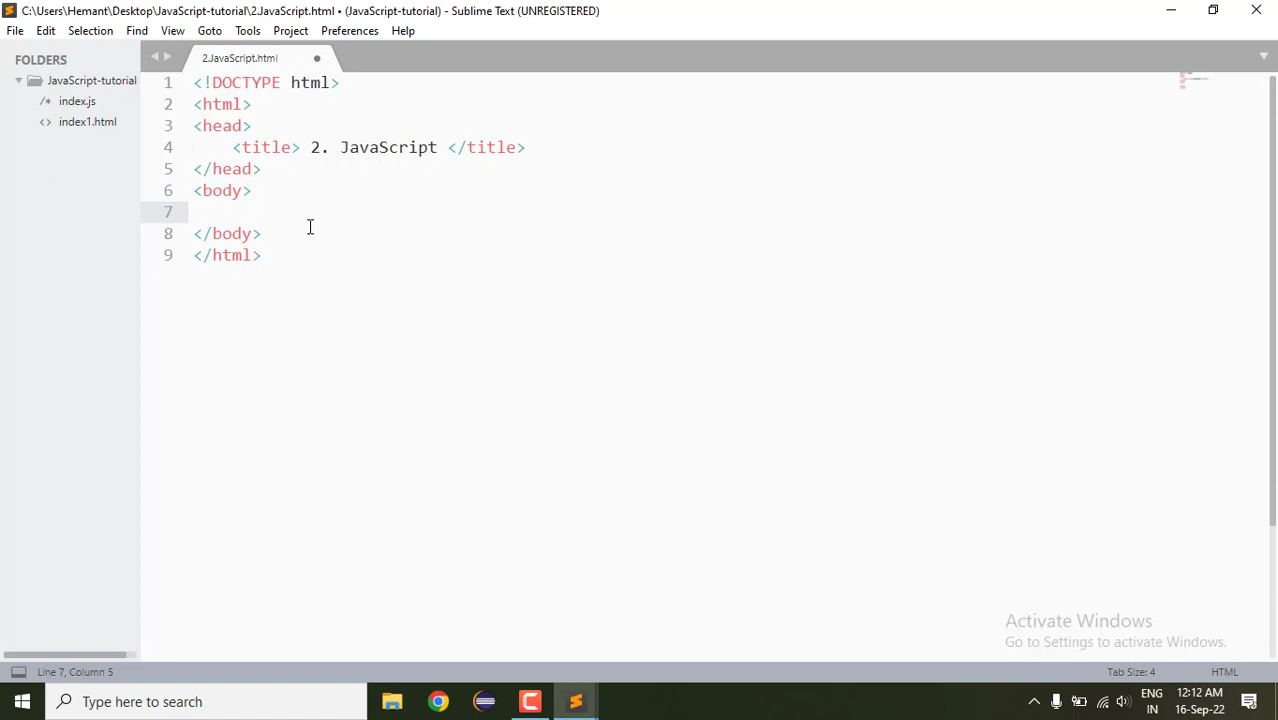 C:\Users\Hemant\Desktop\JavaScript-tutorial\2.JavaScript.html • (JavaScript-tutorial) - Sublime Text (UNREGISTERED)
File Edit Selection Find View Goto Tools Project Preferences Help
FOLDERS
JavaScript-tutorial
/* index.js
<> index1.html
2.JavaScript.html
1 <!DOCTYPE html>
2 <html>
3 <head>
4 <title> 2. JavaScript </title>
5 </head>
6 <body>
7
8 </body>
9 </html>
Activate Windows
Go to Settings to activate Windows.
Line 7, Column 5
Tab Size: 4
HTML
Type here to search
ENG
IN
12:12 AM
16-Sep-22